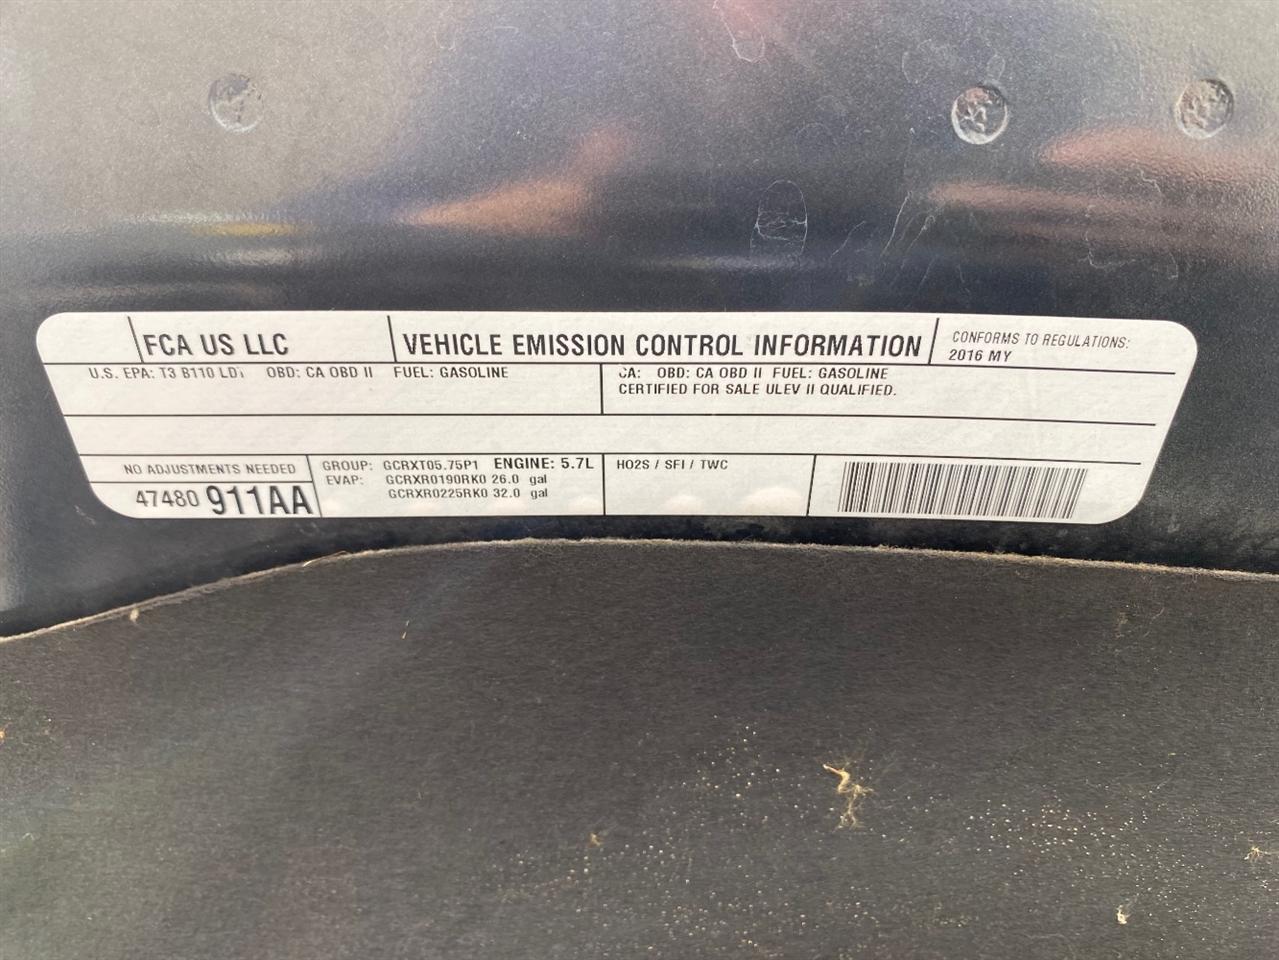 FCA US LLC
VEHICLE EMISSION CONTROL INFORMATION
CONFORMS TO REGULATIONS:
2016 MY
U.S. EPA: T3 B110 OBD: CA OBD II FUEL: GASOLINE
CA: OBD: CA OBD II FUEL: GASOLINE
CERTIFIED FOR SALE ULEV II QUALIFIED.
NO ADJUSTMENTS NEEDED
47480 911AA
GROUP: GCRXT05.75P1 ENGINE: 5.7L
EVAP: GCRXR0190RK0 26.0 gal
GCRXR0225RK0 32.0 gal
HO2S / SFI / TWC